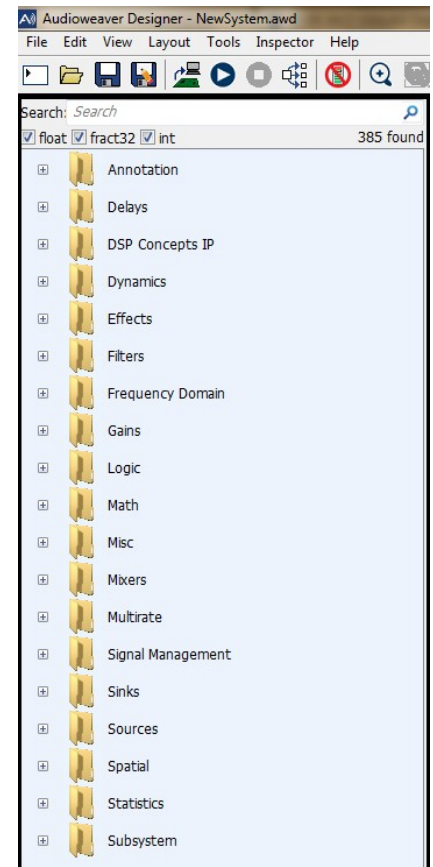 Audioweaver Designer - NewSystem.awd
File Edit View Layout Tools Inspector Help
Search: Search
float fract32 int 385 found
Annotation
Delays
DSP Concepts IP
Dynamics
Effects
Filters
Frequency Domain
Gains
Logic
Math
Misc
Mixers
Multirate
Signal Management
Sinks
Sources
Spatial
Statistics
Subsystem